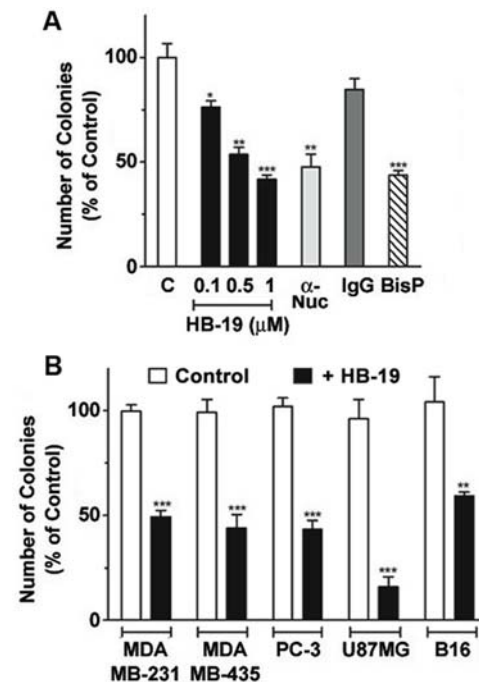 A
Number of Colonies
(% of Control)
100
50
0
*
**
***
**
***
C 0.1 0.5 1 α-Nuc IgG BisP
HB-19 (μM)
B
Control + HB-19
Number of Colonies
(% of Control)
100
50
0
***
***
***
***
**
MDA MB-231
MDA MB-435
PC-3
U87MG
B16